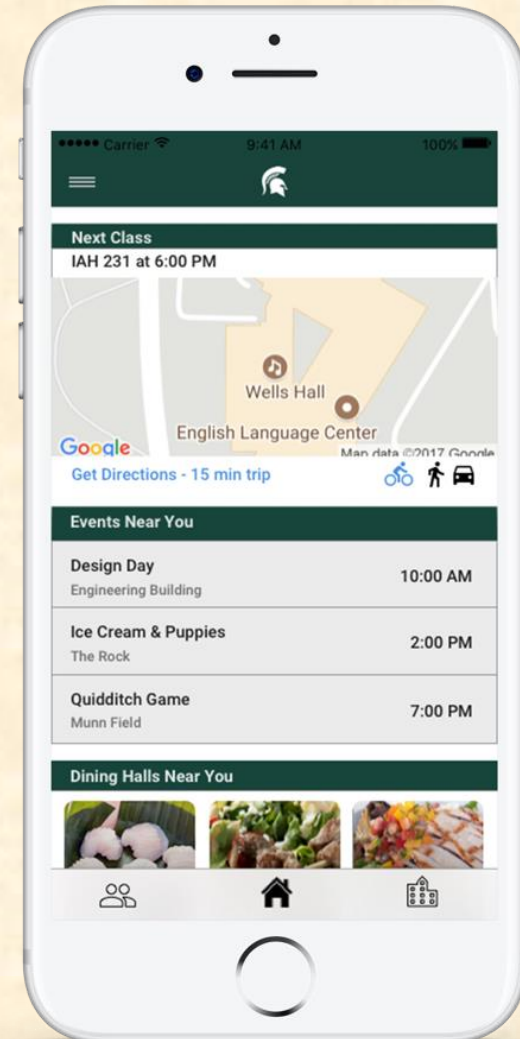 Carrier 9:41 AM 100%
Next Class
IAH 231 at 6:00 PM
Wells Hall
English Language Center
Google Map data ©2017 Google
Get Directions - 15 min trip
Events Near You
Design Day
Engineering Building
10:00 AM
Ice Cream & Puppies
The Rock
2:00 PM
Quidditch Game
Munn Field
7:00 PM
Dining Halls Near You